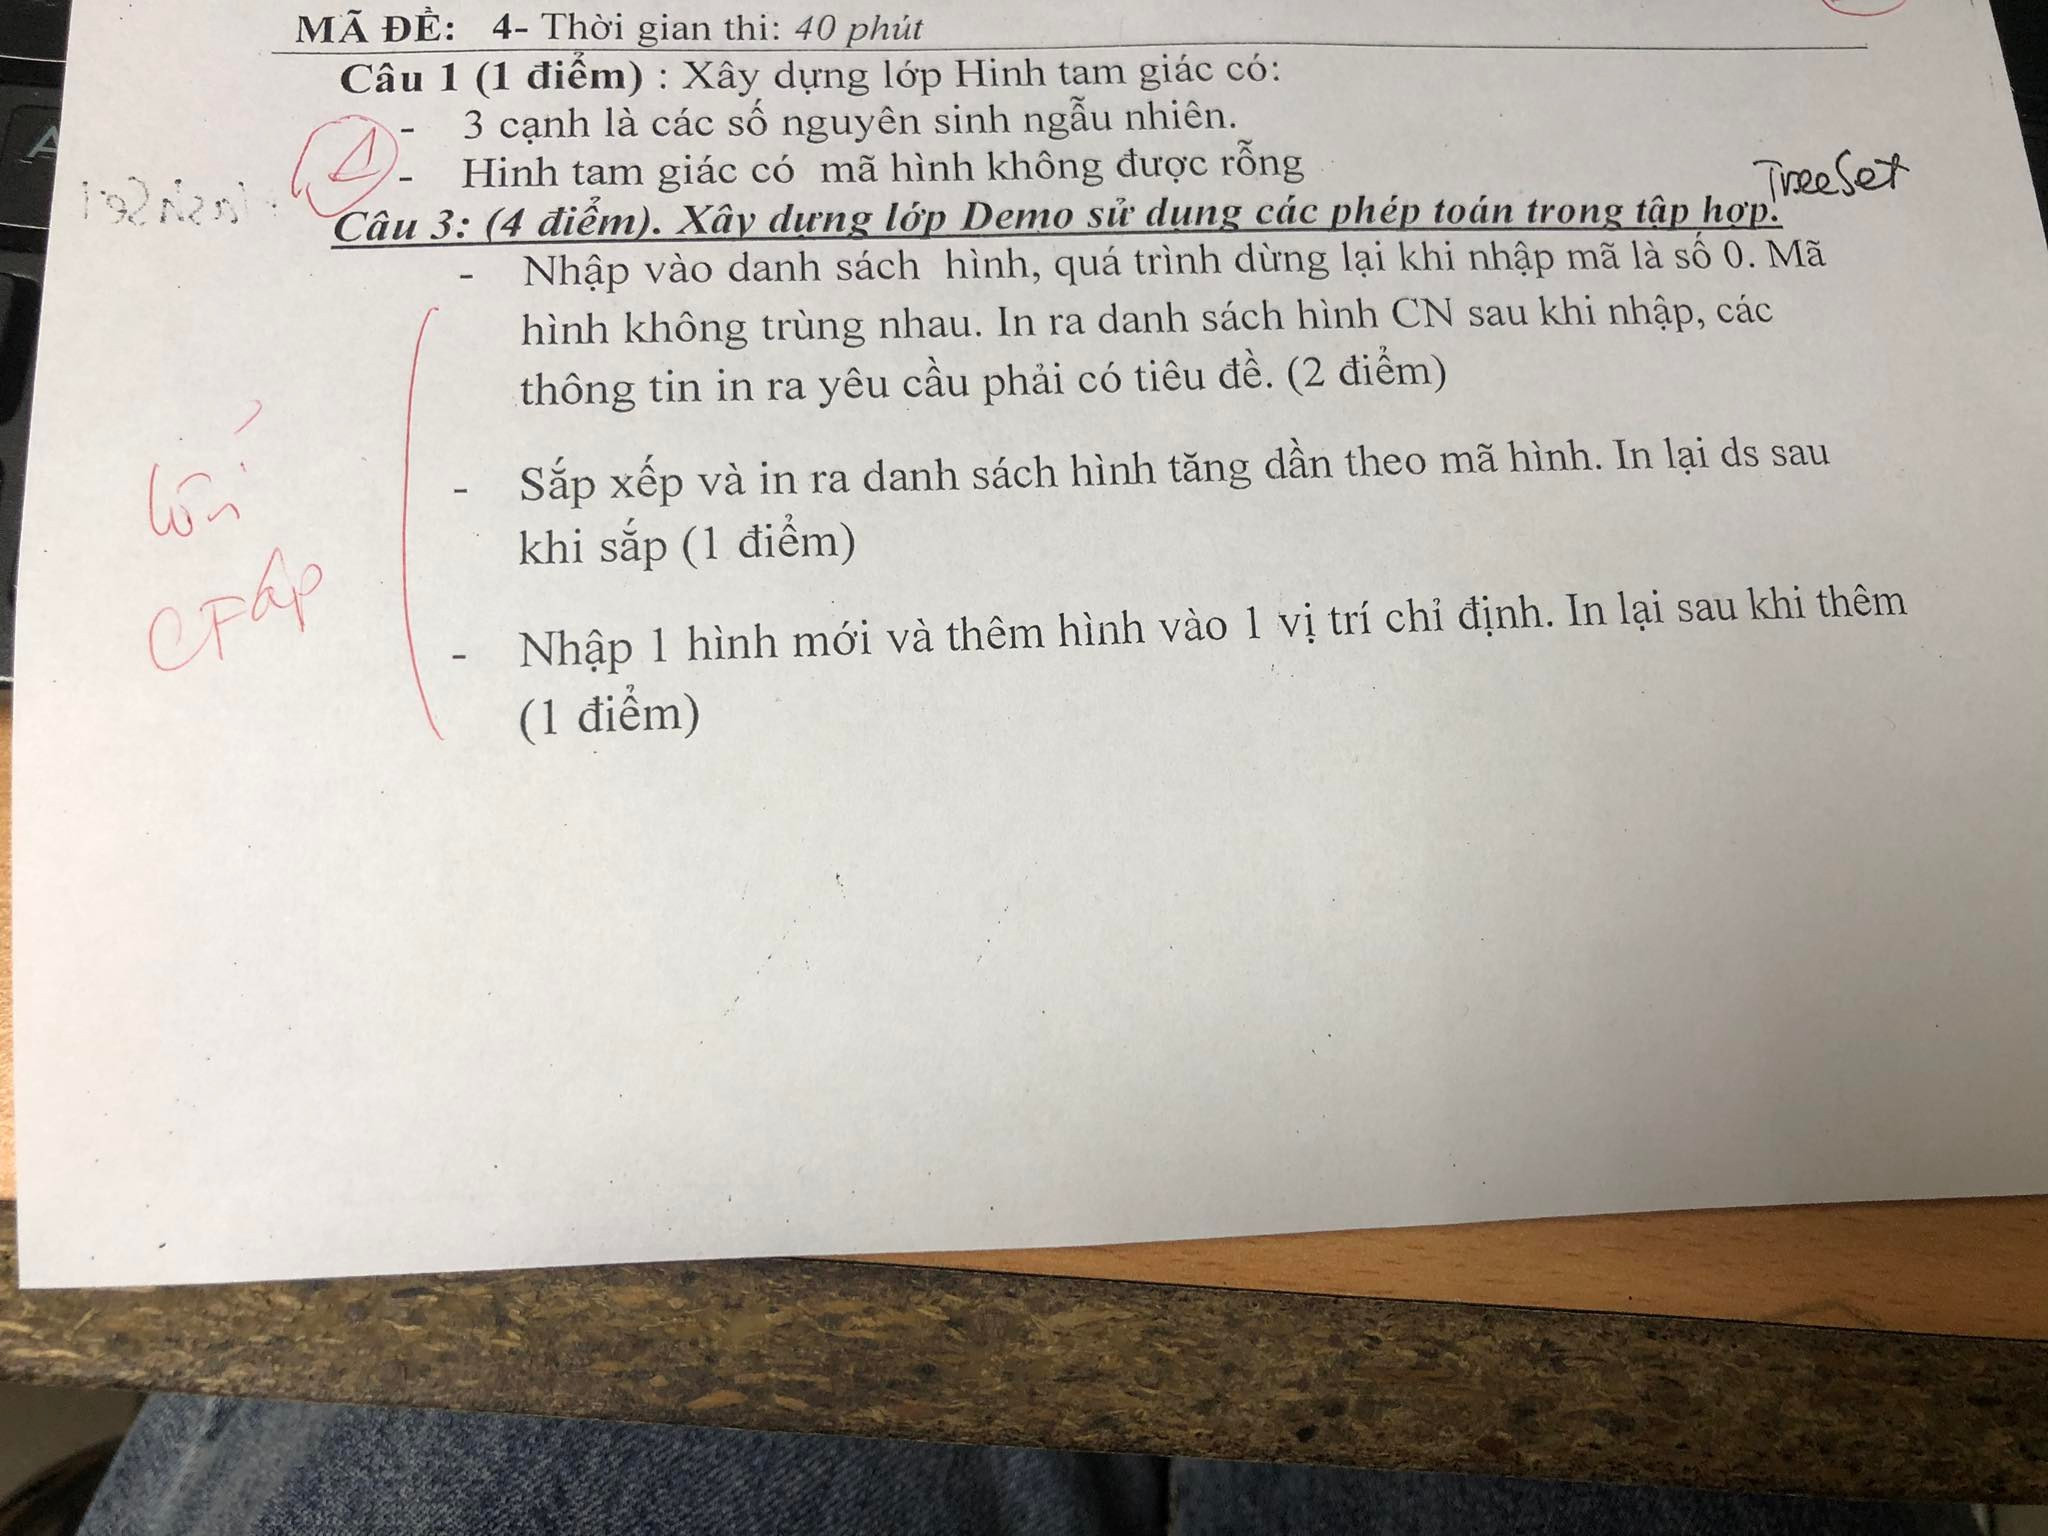 MÃ ĐỀ: 4- Thời gian thi: 40 phút
Câu 1 (1 điểm) : Xây dựng lớp Hinh tam giác có:
- 3 cạnh là các số nguyên sinh ngẫu nhiên.
- Hinh tam giác có mã hình không được rỗng
TreeSet
Câu 3: (4 điểm). Xây dựng lớp Demo sử dụng các phép toán trong tập hợp.
- Nhập vào danh sách hình, quá trình dừng lại khi nhập mã là số 0. Mã
hình không trùng nhau. In ra danh sách hình CN sau khi nhập, các
thông tin in ra yêu cầu phải có tiêu đề. (2 điểm)
- Sắp xếp và in ra danh sách hình tăng dần theo mã hình. In lại ds sau
khi sắp (1 điểm)
- Nhập 1 hình mới và thêm hình vào 1 vị trí chỉ định. In lại sau khi thêm
(1 điểm)